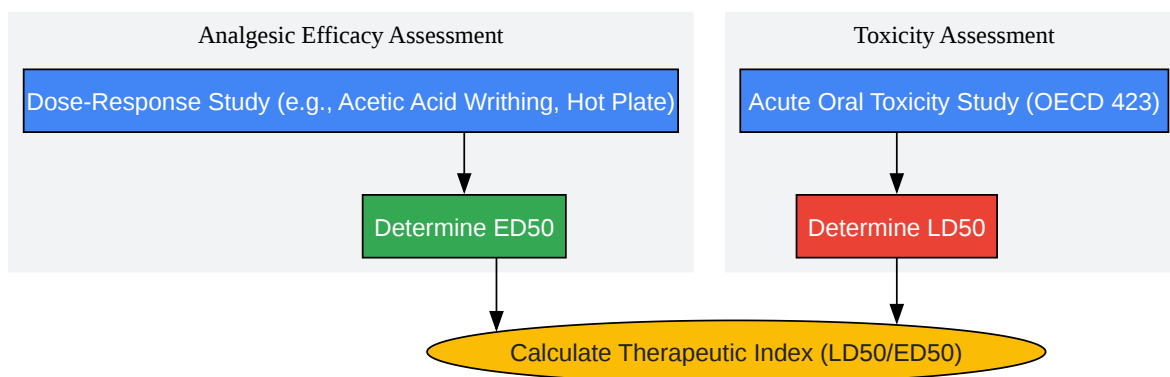 Analgesic Efficacy Assessment
Dose-Response Study (e.g., Acetic Acid Writhing, Hot Plate)
Determine ED50
Toxicity Assessment
Acute Oral Toxicity Study (OECD 423)
Determine LD50
Calculate Therapeutic Index (LD50/ED50)